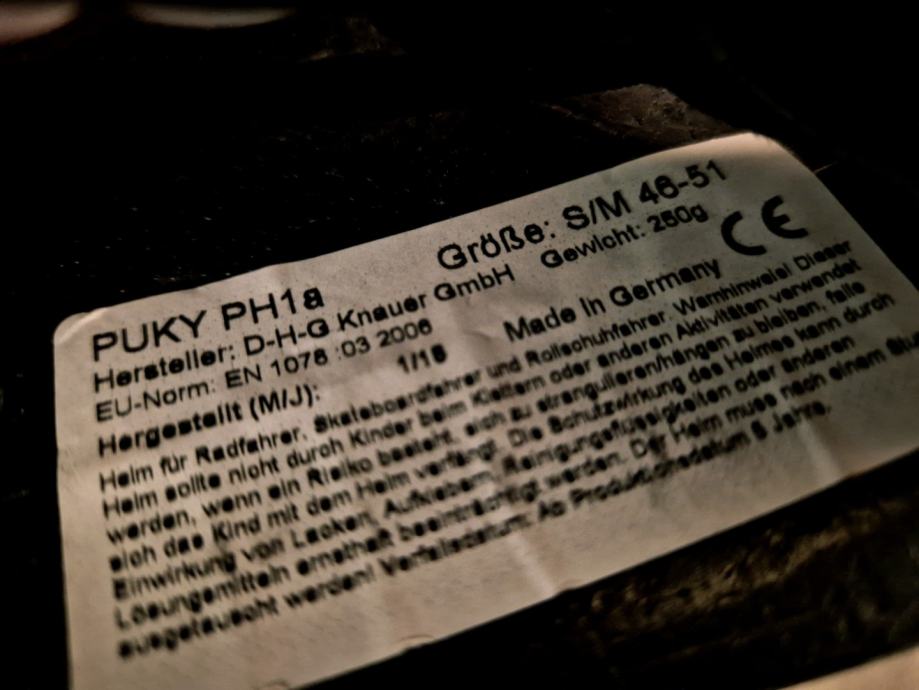 PUKY PH1a Größe: S/M 46-51
Hersteller: D-H-G Knauer GmbH Gewicht: 250g CE
EU-Norm: EN 1078 :03 2006
Hergestellt (M/J): 1/16 Made in Germany
Helm für Radfahrer, Skateboardfahrer und Rollschuhfahrer. Warnhinweis! Dieser
Helm sollte nicht durch Kinder beim Klettern oder anderen Aktivitäten verwendet
werden, wenn ein Risiko besteht, sich zu strangulieren/hängen zu bleiben, falls
sich das Kind mit dem Helm verfängt. Die Schutzwirkung des Helmes kann durch
Einwirkung von Lacken, Aufklebern, Reinigungsflüssigkeiten oder anderen
Lösungsmitteln ernsthaft beeinträchtigt werden. Der Helm muss nach einem
ausgetauscht werden! Verfallsdatum: Ab Produktionsdatum Jahre.